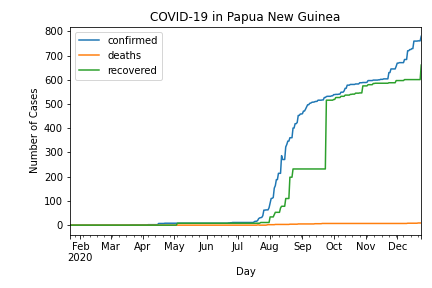 COVID-19 in Papua New Guinea
confirmed
deaths
recovered
Number of Cases
800
700
600
500
400
300
200
100
0
Feb Mar Apr May Jun Jul Aug Sep Oct Nov Dec
2020
Day